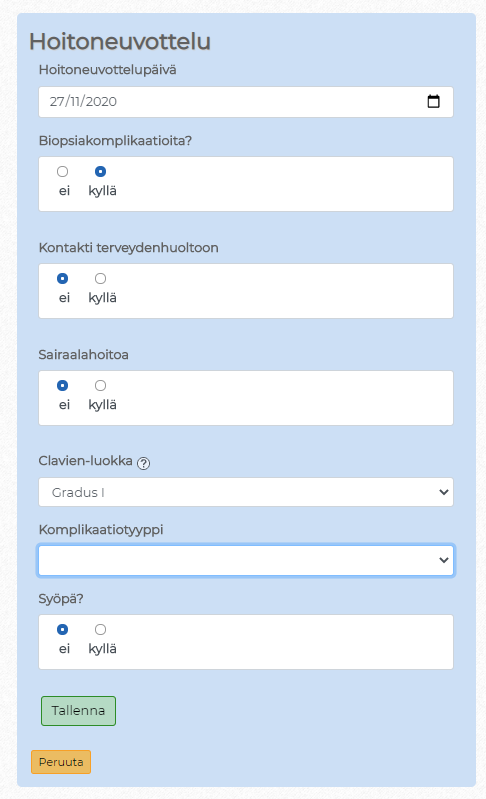 Hoitoneuvottelu
Hoitoneuvottelupäivä
27/11/2020
Biopsiakomplikaatioita?
ei kyllä
Kontakti terveydenhuoltoon
ei kyllä
Sairaalahoitoa
ei kyllä
Clavien-luokka ?
Gradus I
Komplikaatiotyyppi
Syöpä?
ei kyllä
Tallenna
Peruuta